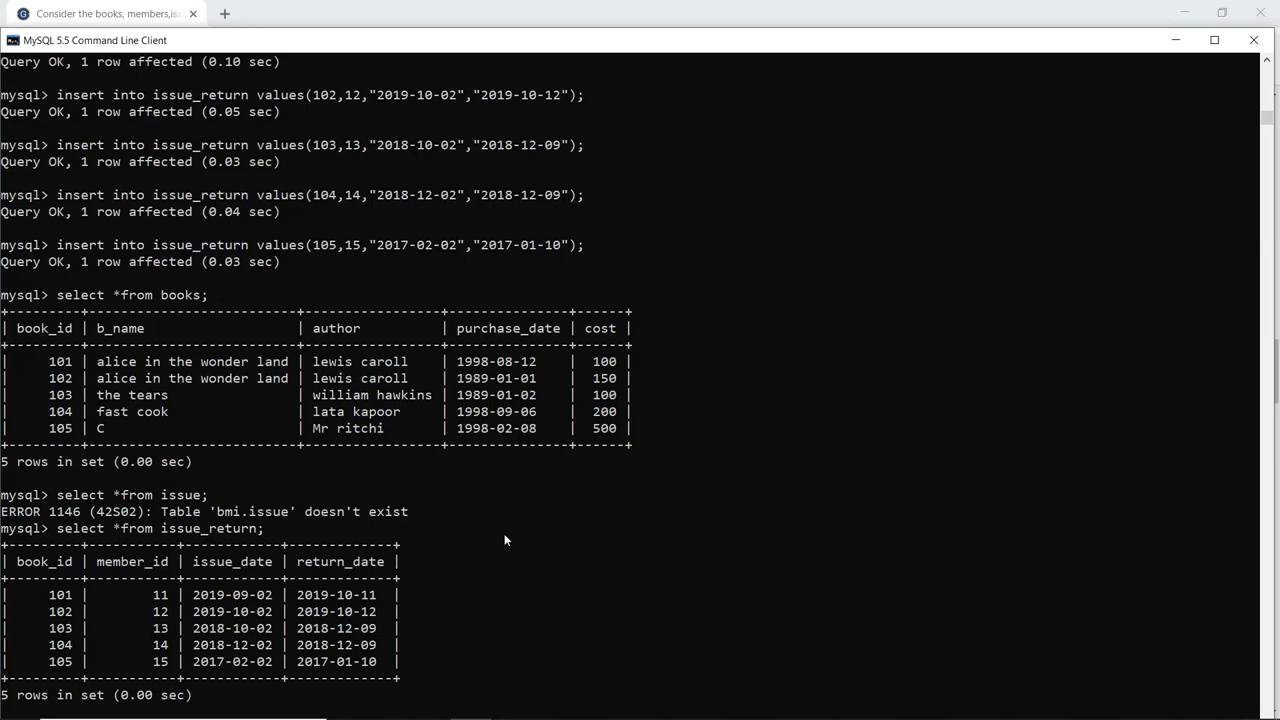 Consider the books, members,is
MySQL 5.5 Command Line Client
Query OK, 1 row affected (0.10 sec)
mysql> insert into issue_return values(102,12,"2019-10-02","2019-10-12");
Query OK, 1 row affected (0.05 sec)
mysql> insert into issue_return values(103,13,"2018-10-02","2018-12-09");
Query OK, 1 row affected (0.03 sec)
mysql> insert into issue_return values(104,14,"2018-12-02","2018-12-09");
Query OK, 1 row affected (0.04 sec)
mysql> insert into issue_return values(105,15,"2017-02-02","2017-01-10");
Query OK, 1 row affected (0.03 sec)
mysql> select *from books;
+---------+--------------------------+-----------------+---------------+------+
| book_id | b_name                   | author          | purchase_date | cost |
+---------+--------------------------+-----------------+---------------+------+
|     101 | alice in the wonder land | lewis caroll    | 1998-08-12    |  100 |
|     102 | alice in the wonder land | lewis caroll    | 1989-01-01    |  150 |
|     103 | the tears                | william hawkins | 1989-01-02    |  100 |
|     104 | fast cook                | lata kapoor     | 1998-09-06    |  200 |
|     105 | C                        | Mr ritchi       | 1998-02-08    |  500 |
+---------+--------------------------+-----------------+---------------+------+
5 rows in set (0.00 sec)
mysql> select *from issue;
ERROR 1146 (42S02): Table 'bmi.issue' doesn't exist
mysql> select *from issue_return;
+---------+-----------+------------+-------------+
| book_id | member_id | issue_date | return_date |
+---------+-----------+------------+-------------+
|     101 |        11 | 2019-09-02 | 2019-10-11  |
|     102 |        12 | 2019-10-02 | 2019-10-12  |
|     103 |        13 | 2018-10-02 | 2018-12-09  |
|     104 |        14 | 2018-12-02 | 2018-12-09  |
|     105 |        15 | 2017-02-02 | 2017-01-10  |
+---------+-----------+------------+-------------+
5 rows in set (0.00 sec)